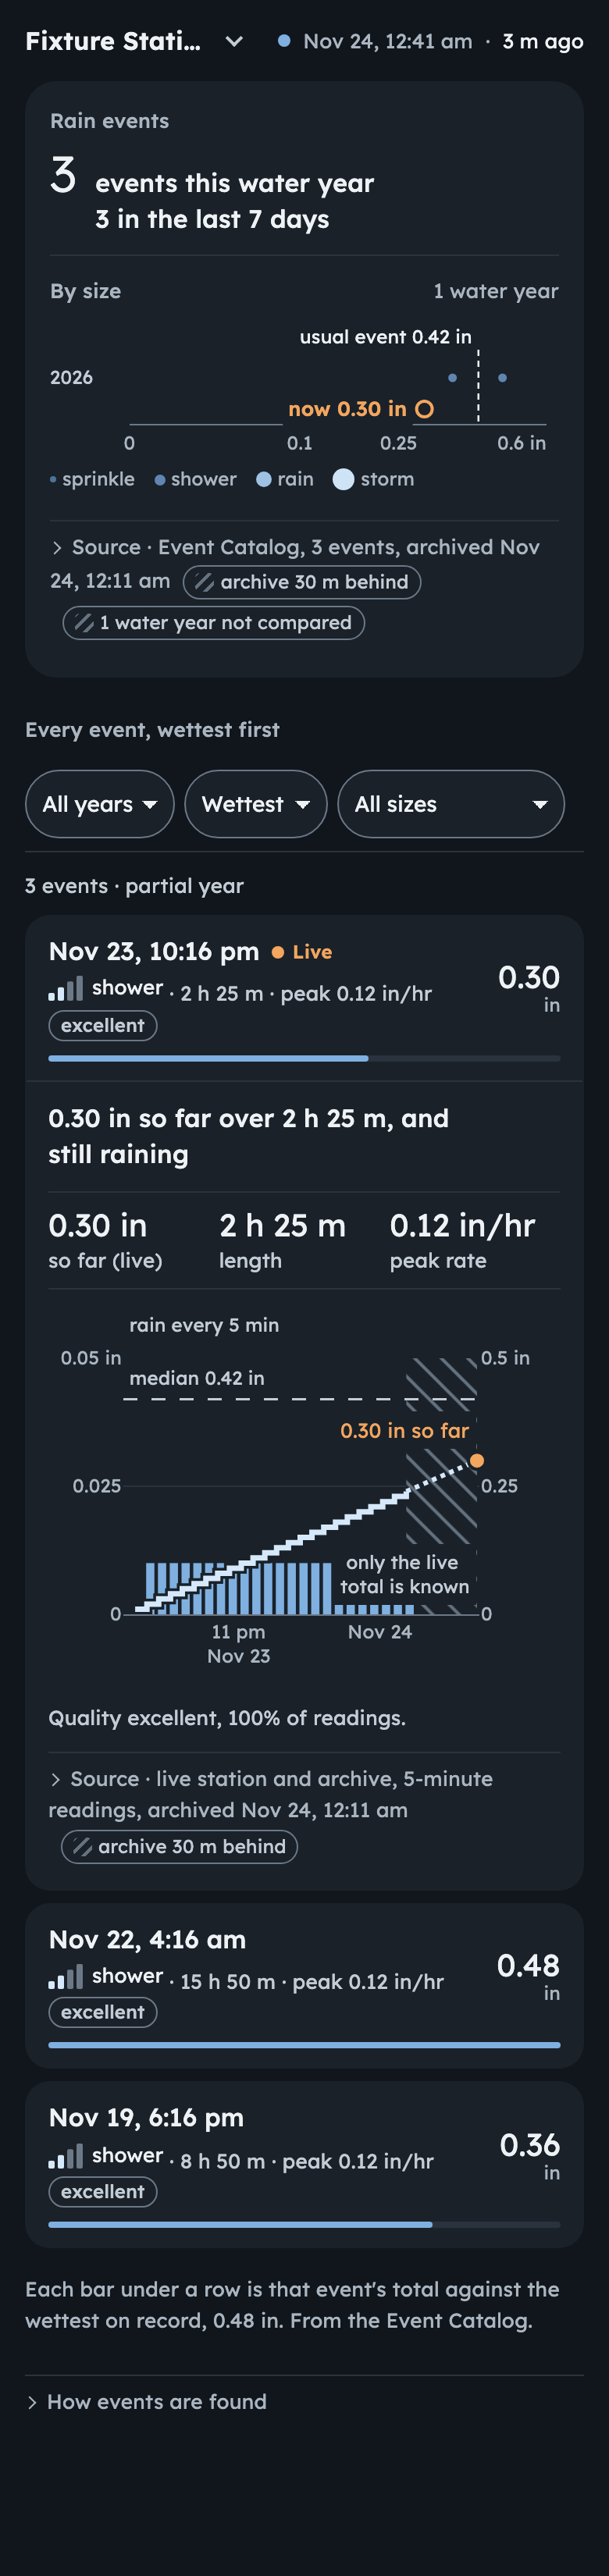 Fixture Stati... Nov 24, 12:41 am · 3 m ago
Rain events
3 events this water year
3 in the last 7 days
By size 1 water year
usual event 0.42 in
2026
now 0.30 in
0 0.1 0.25 0.6 in
sprinkle shower rain storm
Source · Event Catalog, 3 events, archived Nov
24, 12:11 am archive 30 m behind
1 water year not compared
Every event, wettest first
All years Wettest All sizes
3 events · partial year
Nov 23, 10:16 pm Live
0.30
shower · 2 h 25 m · peak 0.12 in/hr
in
excellent
0.30 in so far over 2 h 25 m, and
still raining
0.30 in 2 h 25 m 0.12 in/hr
so far (live) length peak rate
rain every 5 min
0.05 in 0.5 in
median 0.42 in
0.30 in so far
0.025 0.25
only the live
total is known
0 0
11 pm Nov 24
Nov 23
Quality excellent, 100% of readings.
Source · live station and archive, 5-minute
readings, archived Nov 24, 12:11 am
archive 30 m behind
Nov 22, 4:16 am
0.48
shower · 15 h 50 m · peak 0.12 in/hr
in
excellent
Nov 19, 6:16 pm
0.36
shower · 8 h 50 m · peak 0.12 in/hr
in
excellent
Each bar under a row is that event's total against the
wettest on record, 0.48 in. From the Event Catalog.
How events are found